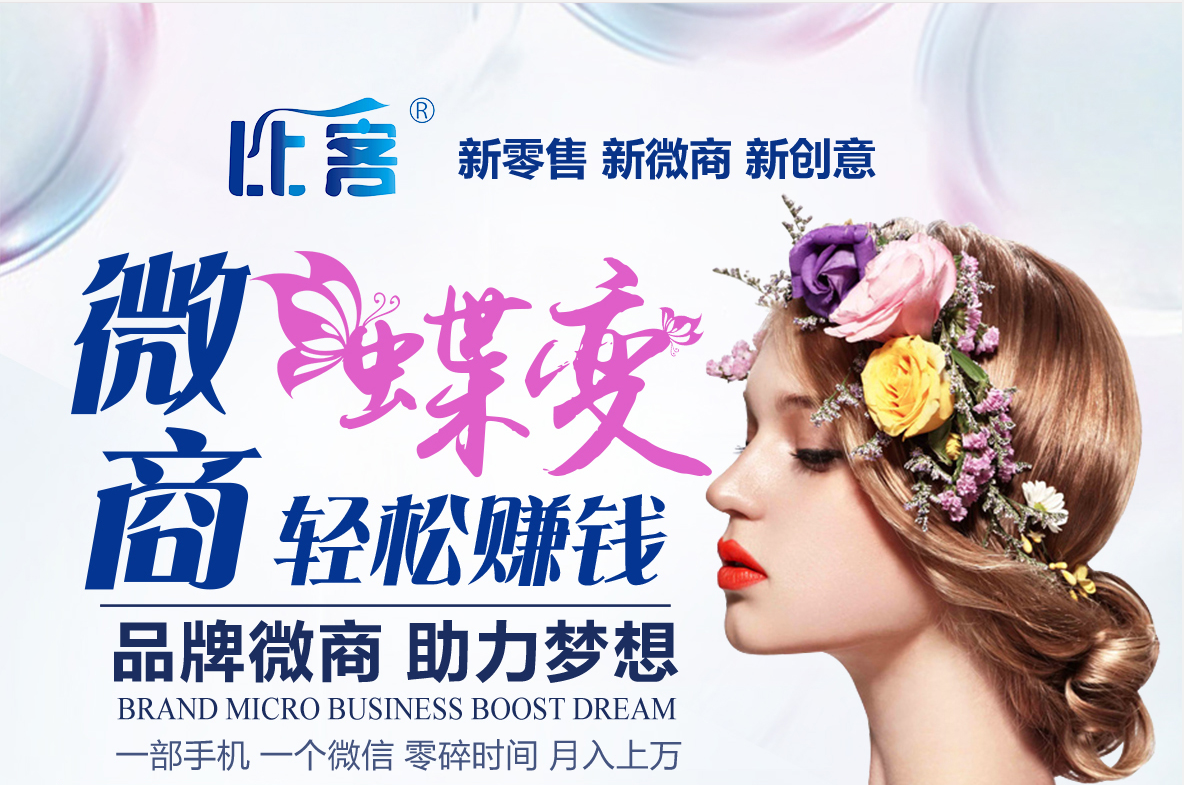 比客®
新零售 新微商 新创意
微商 蝶变
轻松赚钱
品牌微商 助力梦想
BRAND MICRO BUSINESS BOOST DREAM
一部手机 一个微信 零碎时间 月入上万